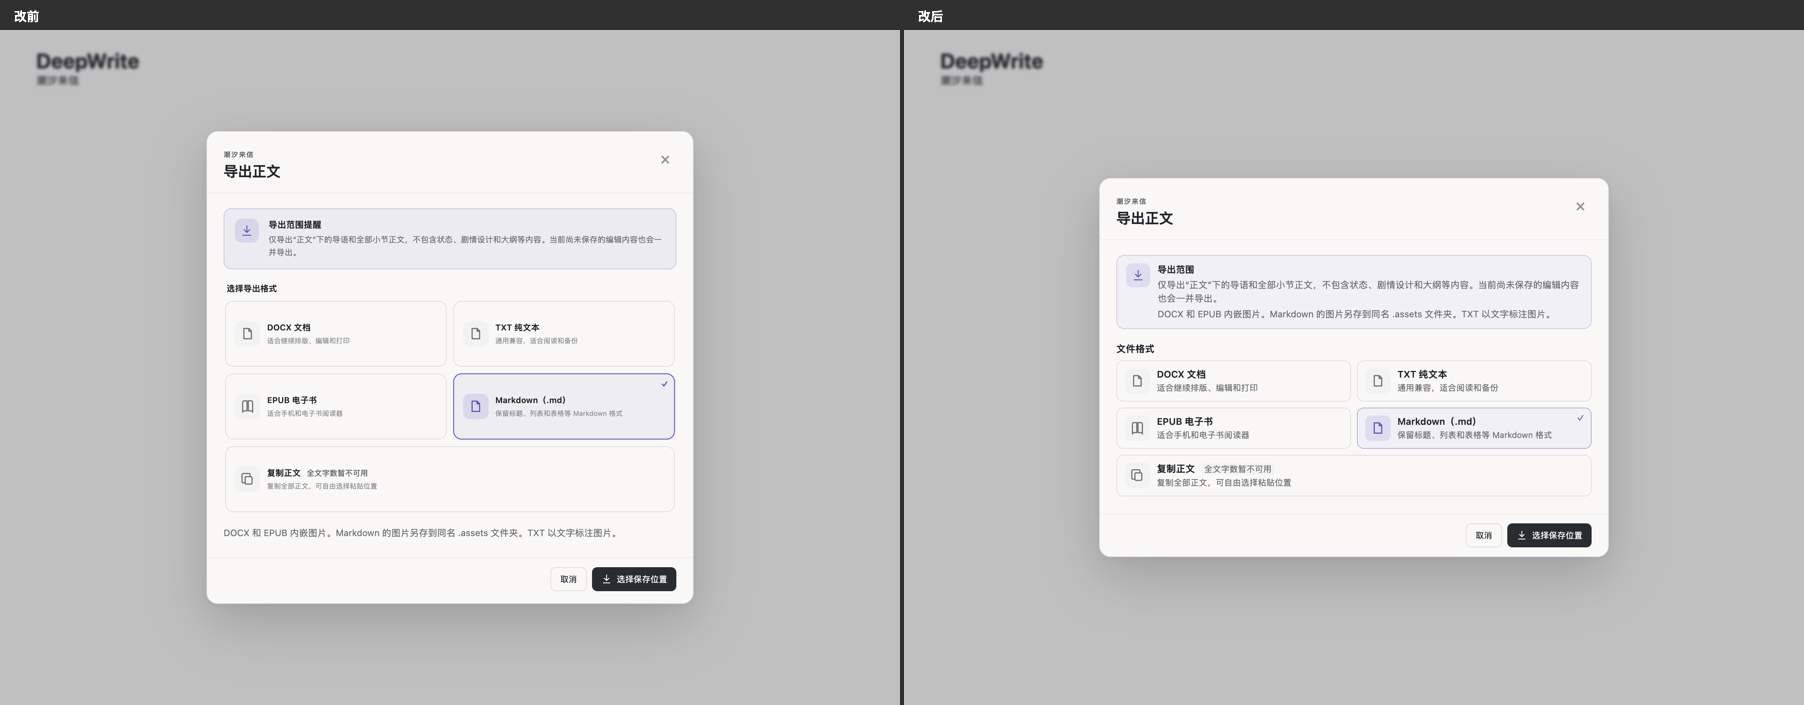 改前
DeepWrite
潮汐来信
潮汐来信
导出正文
导出范围提醒
仅导出“正文”下的导语和全部小节正文，不包含状态、剧情设计和大纲等内容。当前尚未保存的编辑内容也会一
并导出。
选择导出格式
DOCX 文档
适合继续排版、编辑和打印
TXT 纯文本
通用兼容，适合阅读和备份
EPUB 电子书
适合手机和电子书阅读器
Markdown（.md）
保留标题、列表和表格等 Markdown 格式
复制正文 全文字数暂不可用
复制全部正文，可自由选择粘贴位置
DOCX 和 EPUB 内嵌图片。Markdown 的图片另存到同名 .assets 文件夹。TXT 以文字标注图片。
取消
选择保存位置
改后
DeepWrite
潮汐来信
潮汐来信
导出正文
导出范围
仅导出“正文”下的导语和全部小节正文，不包含状态、剧情设计和大纲等内容。当前尚未保存的编辑内容
也会一并导出。
DOCX 和 EPUB 内嵌图片。Markdown 的图片另存到同名 .assets 文件夹。TXT 以文字标注图片。
文件格式
DOCX 文档
适合继续排版、编辑和打印
TXT 纯文本
通用兼容，适合阅读和备份
EPUB 电子书
适合手机和电子书阅读器
Markdown（.md）
保留标题、列表和表格等 Markdown 格式
复制正文 全文字数暂不可用
复制全部正文，可自由选择粘贴位置
取消
选择保存位置